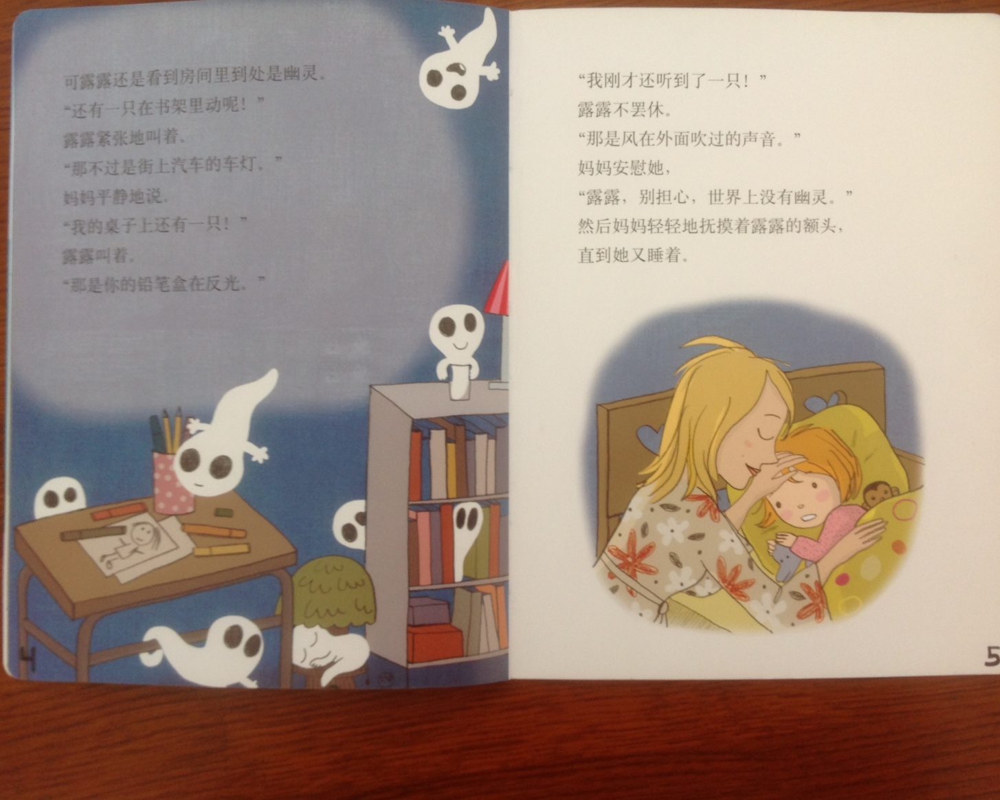 可露露还是看到房间里到处是幽灵。
“还有一只在书架里动呢！”
露露紧张地叫着。
“那不过是街上汽车的车灯。”
妈妈平静地说。
“我的桌子上还有一只！”
露露叫着。
“那是你的铅笔盒在反光。”
4
“我刚才还听到了一只！”
露露不罢休。
“那是风在外面吹过的声音。”
妈妈安慰她，
“露露，别担心，世界上没有幽灵。”
然后妈妈轻轻地抚摸着露露的额头，
直到她又睡着。
5